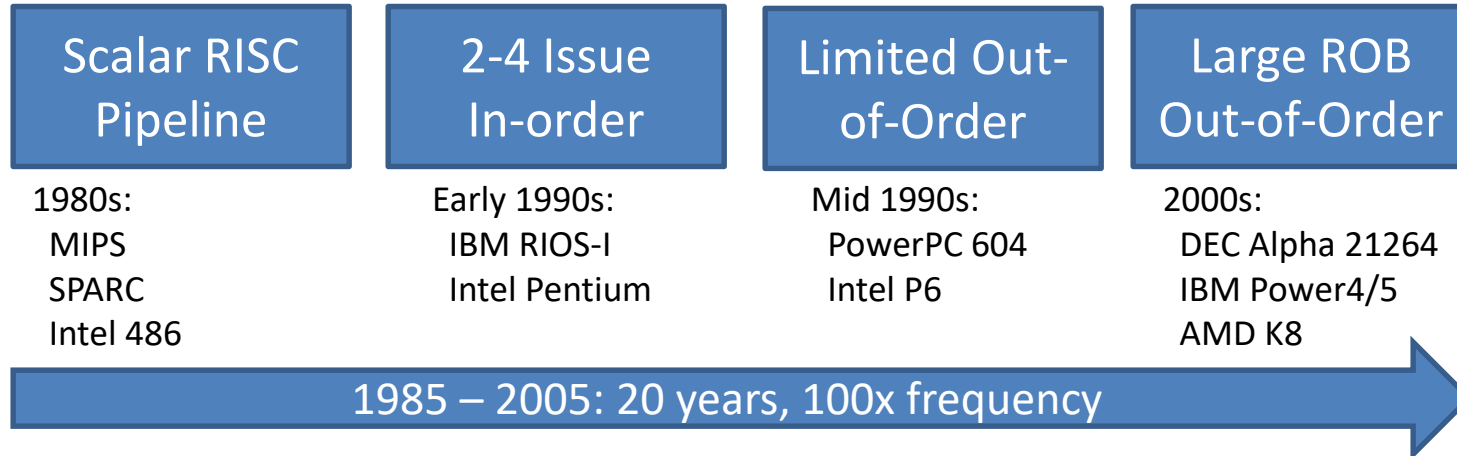 Scalar RISC
Pipeline
2-4 Issue
In-order
Limited Out-
of-Order
Large ROB
Out-of-Order
1980s:
MIPS
SPARC
Intel 486
Early 1990s:
IBM RIOS-I
Intel Pentium
Mid 1990s:
PowerPC 604
Intel P6
2000s:
DEC Alpha 21264
IBM Power4/5
AMD K8
1985 – 2005: 20 years, 100x frequency